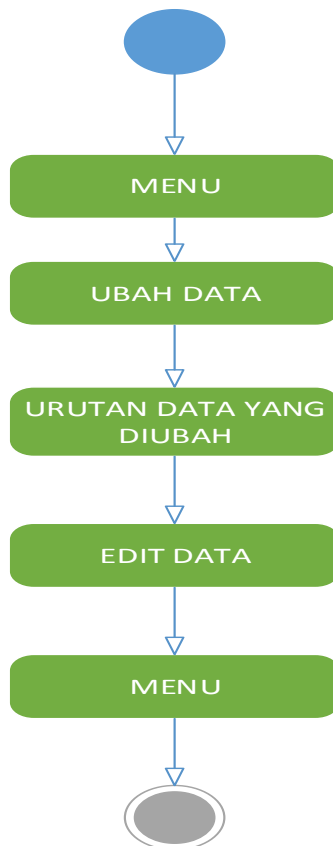 MENU
UBAH DATA
URUTAN DATA YANG
DIUBAH
EDIT DATA
MENU